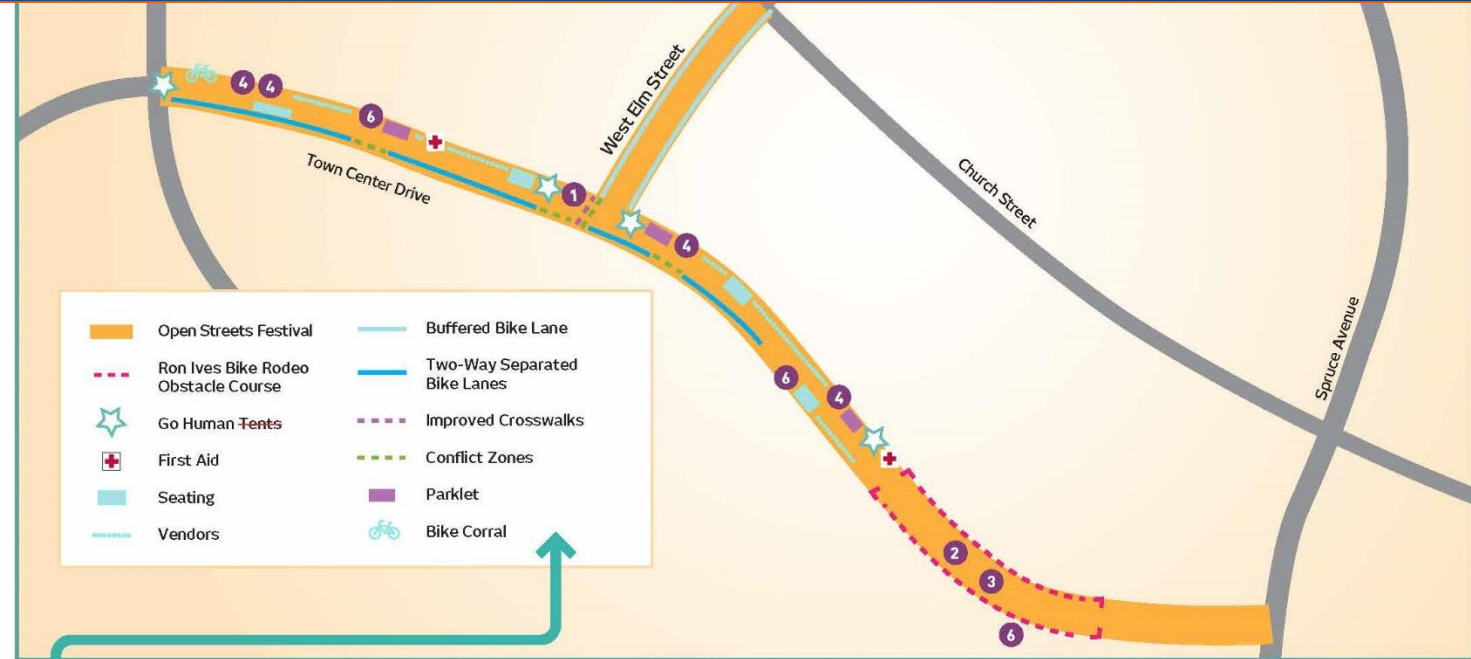 West Elm Street
4 4
6
Town Center Drive
1
Church Street
4
Spruce Avenue
6
4
2
3
6
Open Streets Festival
Ron Ives Bike Rodeo
Obstacle Course
Go Human Tents
First Aid
Seating
Vendors
Buffered Bike Lane
Two-Way Separated
Bike Lanes
Improved Crosswalks
Conflict Zones
Parklet
Bike Corral